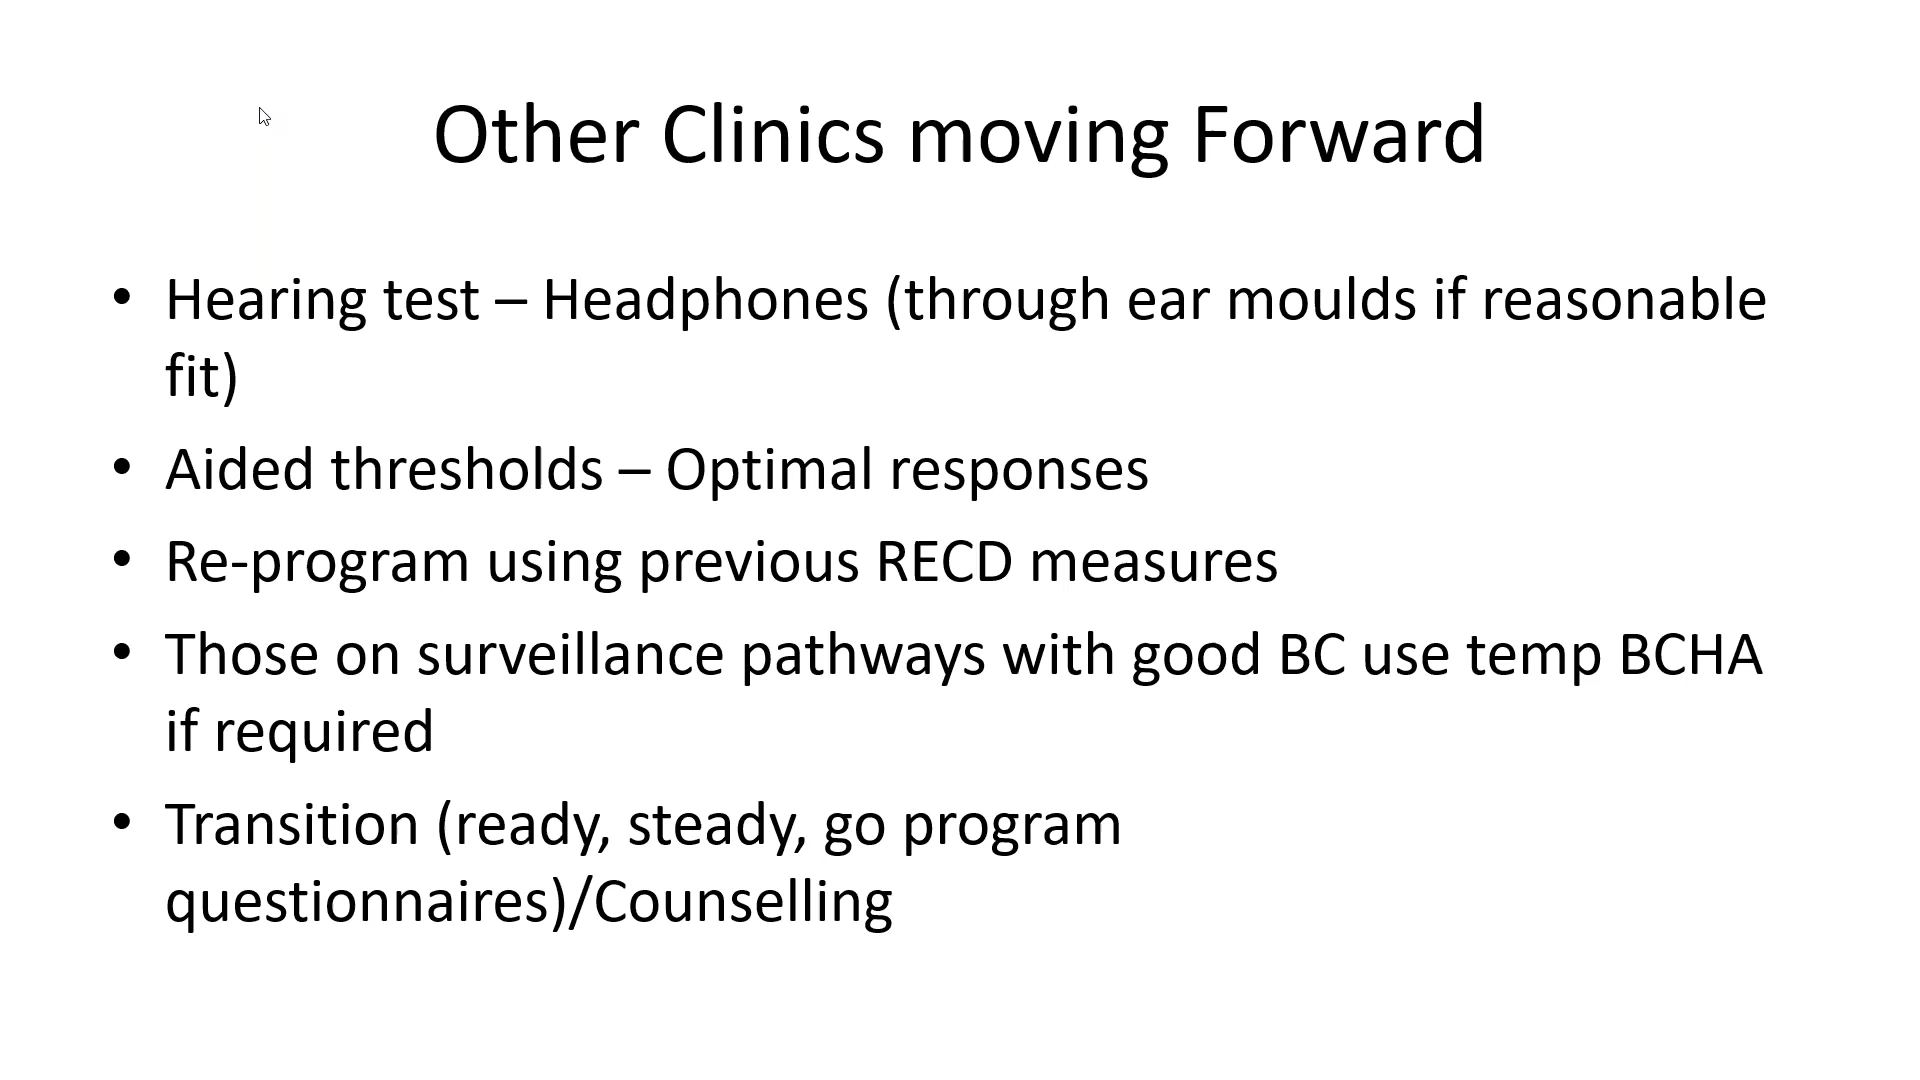 Other Clinics moving Forward
• Hearing test – Headphones (through ear moulds if reasonable
fit)
• Aided thresholds – Optimal responses
• Re-program using previous RECD measures
• Those on surveillance pathways with good BC use temp BCHA
if required
• Transition (ready, steady, go program
questionnaires)/Counselling